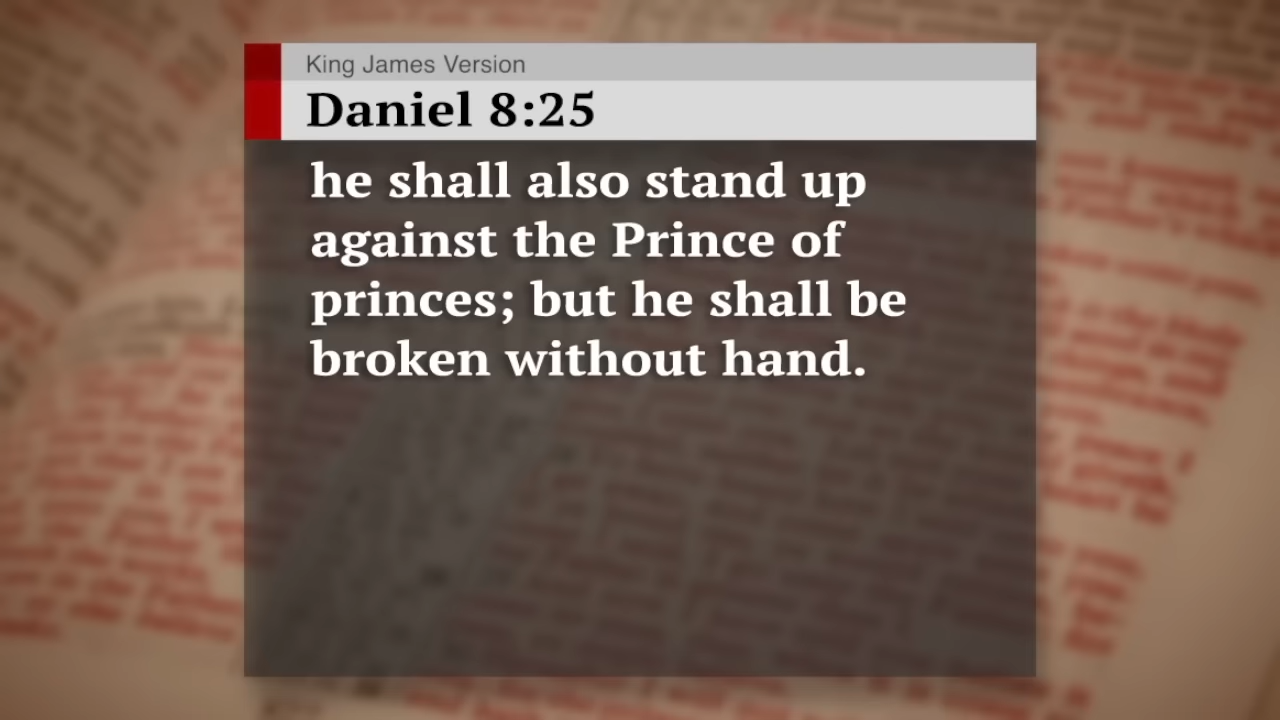 King James Version
Daniel 8:25
he shall also stand up
against the Prince of
princes; but he shall be
broken without hand.